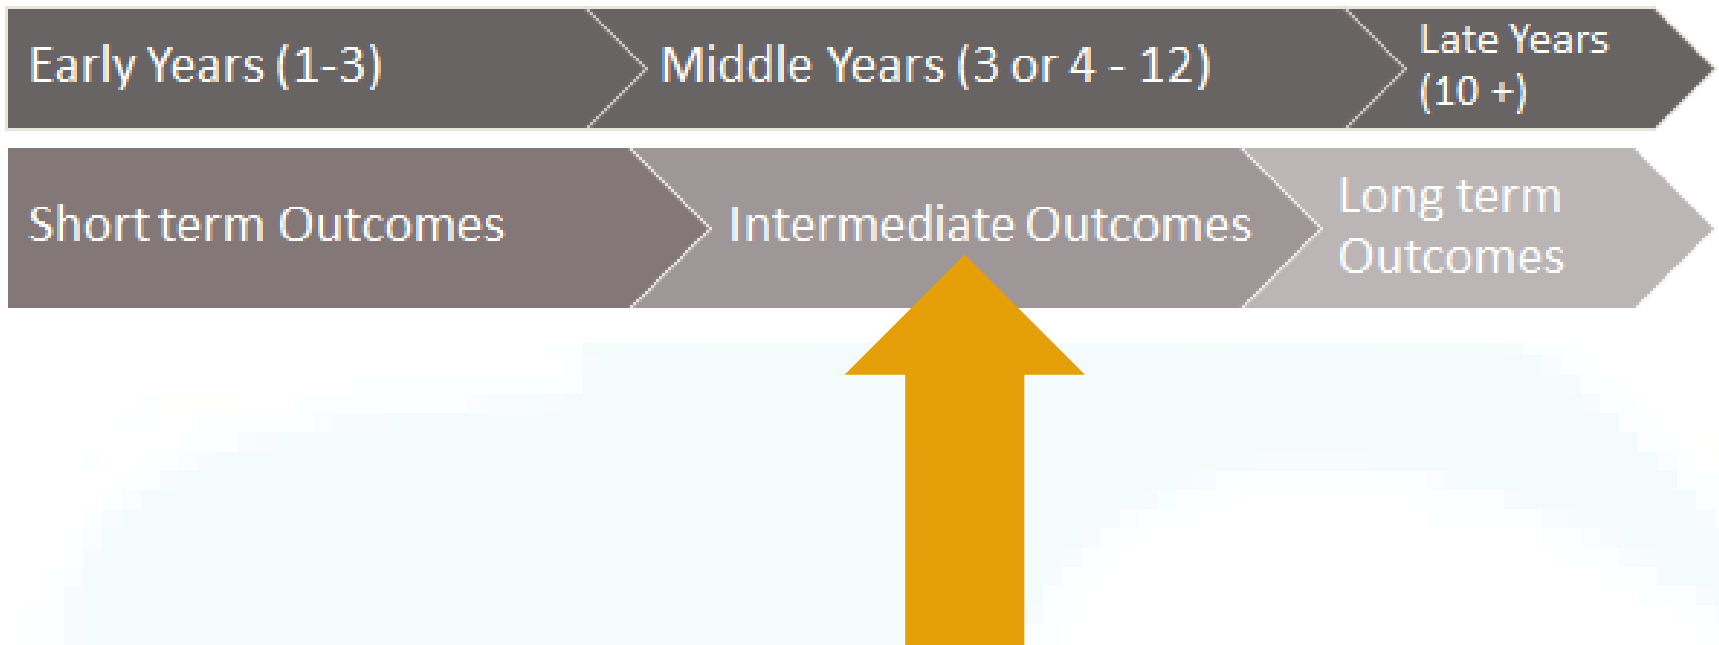 Early Years (1-3)
Middle Years (3 or 4 - 12)
Late Years
(10 +)
Short term Outcomes
Intermediate Outcomes
Long term
Outcomes